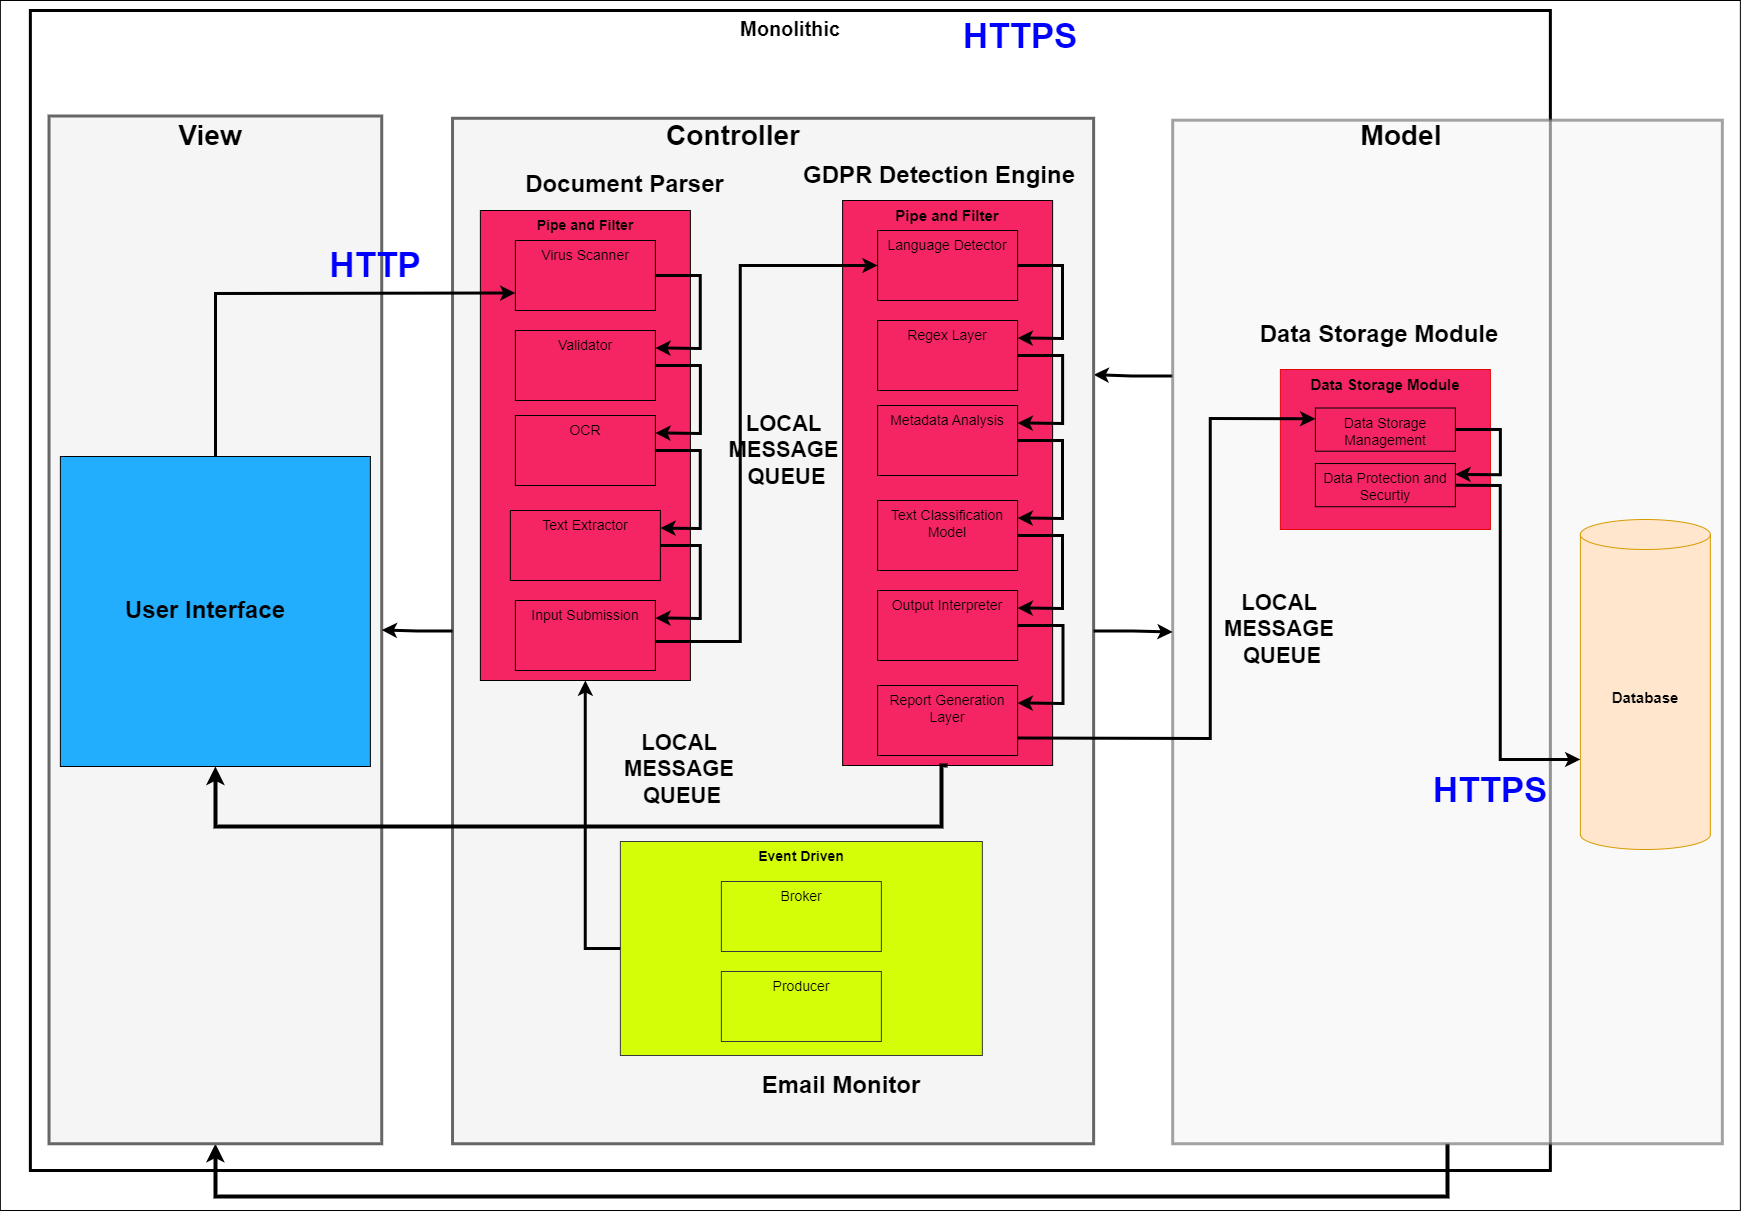 Monolithic
HTTPS
View
Controller
Model
Document Parser
GDPR Detection Engine
Pipe and Filter
Virus Scanner
Validator
OCR
Text Extractor
Input Submission
HTTP
User Interface
LOCAL
MESSAGE
QUEUE
Pipe and Filter
Language Detector
Regex Layer
Metadata Analysis
Text Classification
Model
Output Interpreter
Report Generation
Layer
LOCAL
MESSAGE
QUEUE
Event Driven
Broker
Producer
Email Monitor
Data Storage Module
Data Storage Module
Data Storage
Management
Data Protection and
Securtiy
LOCAL
MESSAGE
QUEUE
Database
HTTPS